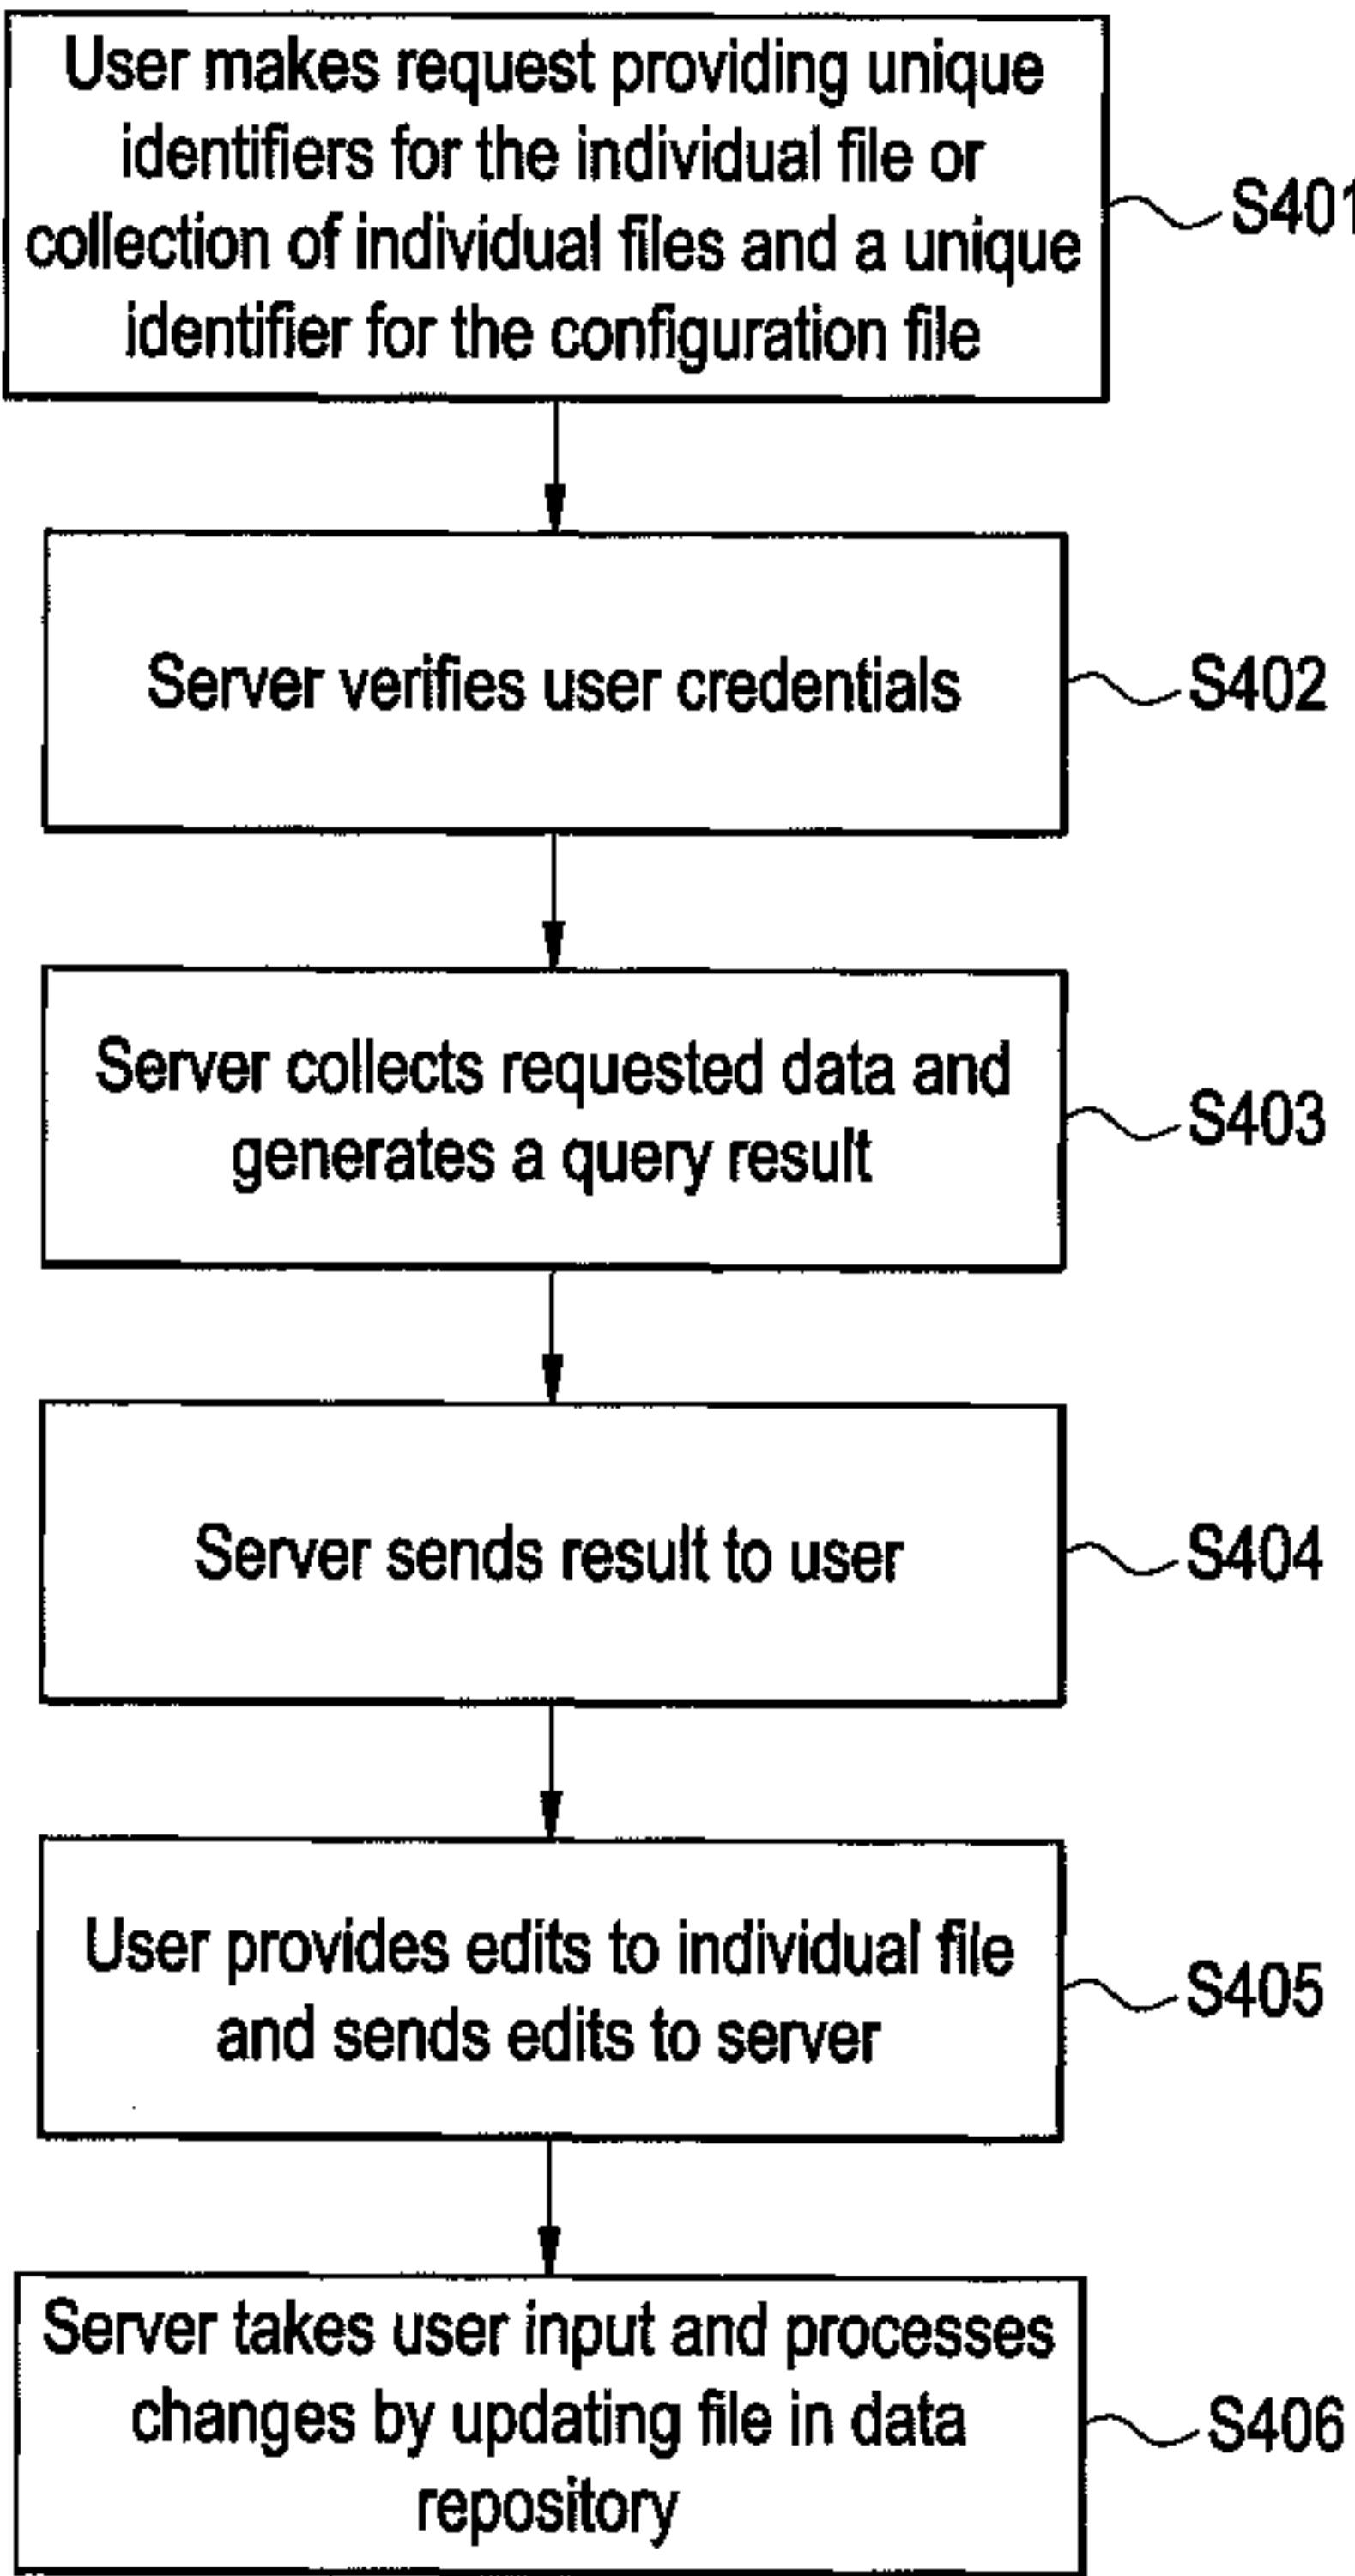 User makes request providing unique
identifiers for the individual file or
collection of individual files and a unique
identifier for the configuration file
S401
Server verifies user credentials
S402
Server collects requested data and
generates a query result
S403
Server sends result to user
S404
User provides edits to individual file
and sends edits to server
S405
Server takes user input and processes
changes by updating file in data
repository
S406